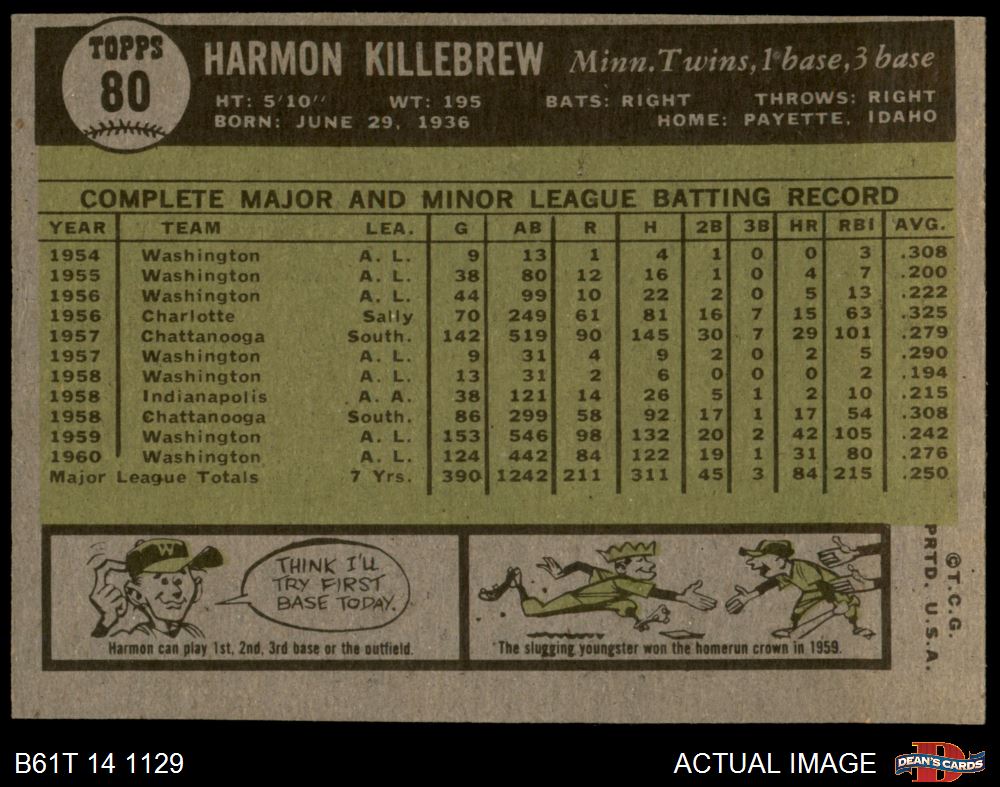 TOPPS
80
HARMON KILLEBREW Minn. Twins, 1 base, 3 base
HT: 5'10" WT: 195 BATS: RIGHT THROWS: RIGHT
BORN: JUNE 29, 1936 HOME: PAYETTE, IDAHO
COMPLETE MAJOR AND MINOR LEAGUE BATTING RECORD
YEAR TEAM LEA. G AB R H 2B 3B HR RBI AVG.
1954 Washington A. L. 9 13 1 4 1 0 0 3 .308
1955 Washington A. L. 38 80 12 16 1 0 4 7 .200
1956 Washington A. L. 44 99 10 22 2 0 5 13 .222
1956 Charlotte Sally 70 249 61 81 16 7 15 63 .325
1957 Chattanooga South. 142 519 90 145 30 7 29 101 .279
1957 Washington A. L. 9 31 4 9 2 0 2 5 .290
1958 Washington A. L. 13 31 2 6 0 0 0 2 .194
1958 Indianapolis A. A. 38 121 14 26 5 1 2 10 .215
1958 Chattanooga South. 86 299 58 92 17 1 17 54 .308
1959 Washington A. L. 153 546 98 132 20 2 42 105 .242
1960 Washington A. L. 124 442 84 122 19 1 31 80 .276
Major League Totals 7 Yrs. 390 1242 211 311 45 3 84 215 .250
W
THINK I'LL
TRY FIRST
BASE TODAY.
Harmon can play 1st, 2nd, 3rd base or the outfield.
The slugging youngster won the homerun crown in 1959.
©T.C.G.
PRTD. U.S.A.
B61T 14 1129
ACTUAL IMAGE
DEAN'S CARDS